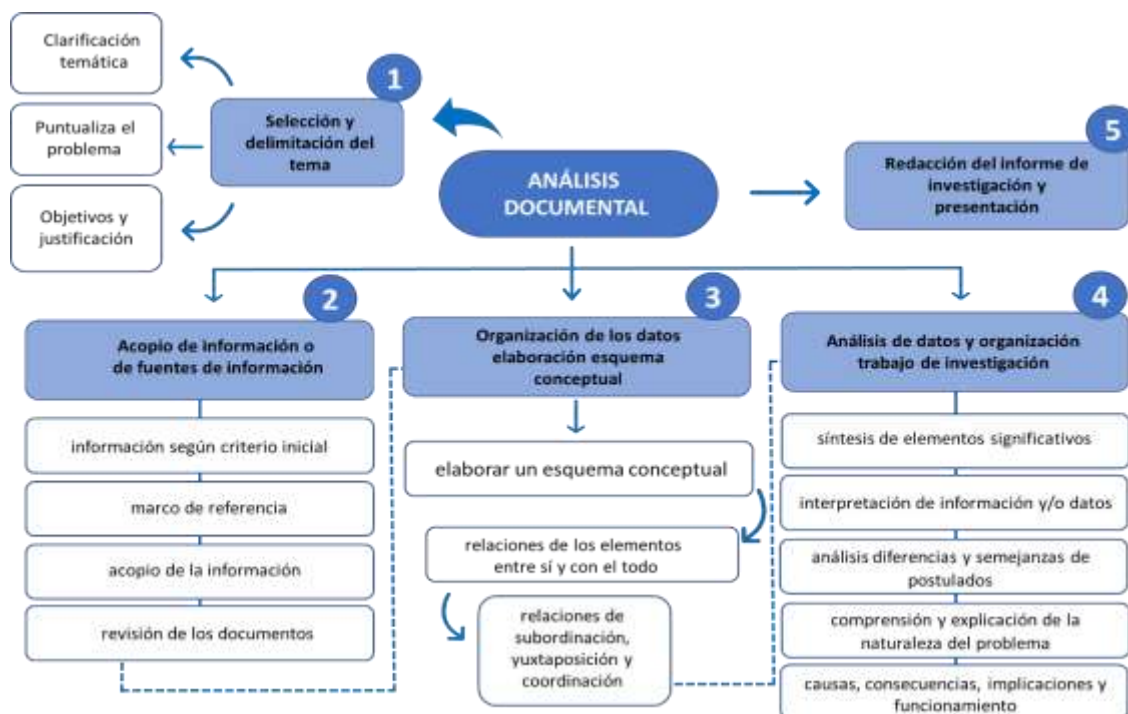 Clarificación
temática
Puntualiza el
problema
Objetivos y
justificación
1
Selección y
delimitación del
tema
ANÁLISIS
DOCUMENTAL
5
Redacción del informe de
investigación y
presentación
2
Acopio de información o
de fuentes de información
información según criterio inicial
marco de referencia
acopio de la información
revisión de los documentos
3
Organización de los datos
elaboración esquema
conceptual
elaborar un esquema conceptual
relaciones de los elementos
entre sí y con el todo
relaciones de
subordinación,
yuxtaposición y
coordinación
4
Análisis de datos y organización
trabajo de investigación
síntesis de elementos significativos
interpretación de información y/o datos
análisis diferencias y semejanzas de
postulados
comprensión y explicación de la
naturaleza del problema
causas, consecuencias, implicaciones y
funcionamiento